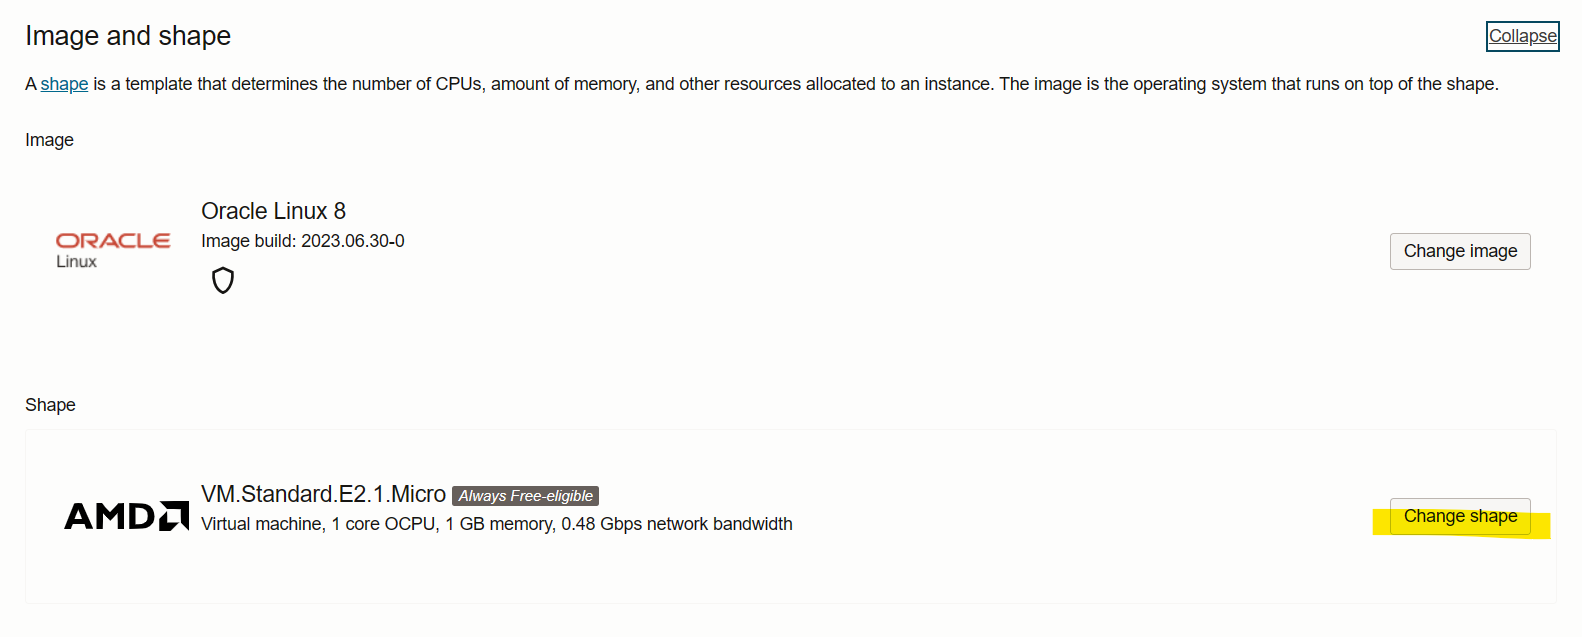 Image and shape
Collapse
A shape is a template that determines the number of CPUs, amount of memory, and other resources allocated to an instance. The image is the operating system that runs on top of the shape.
Image
ORACLE
Linux
Oracle Linux 8
Image build: 2023.06.30-0
Change image
Shape
AMD
VM.Standard.E2.1.Micro Always Free-eligible
Virtual machine, 1 core OCPU, 1 GB memory, 0.48 Gbps network bandwidth
Change shape